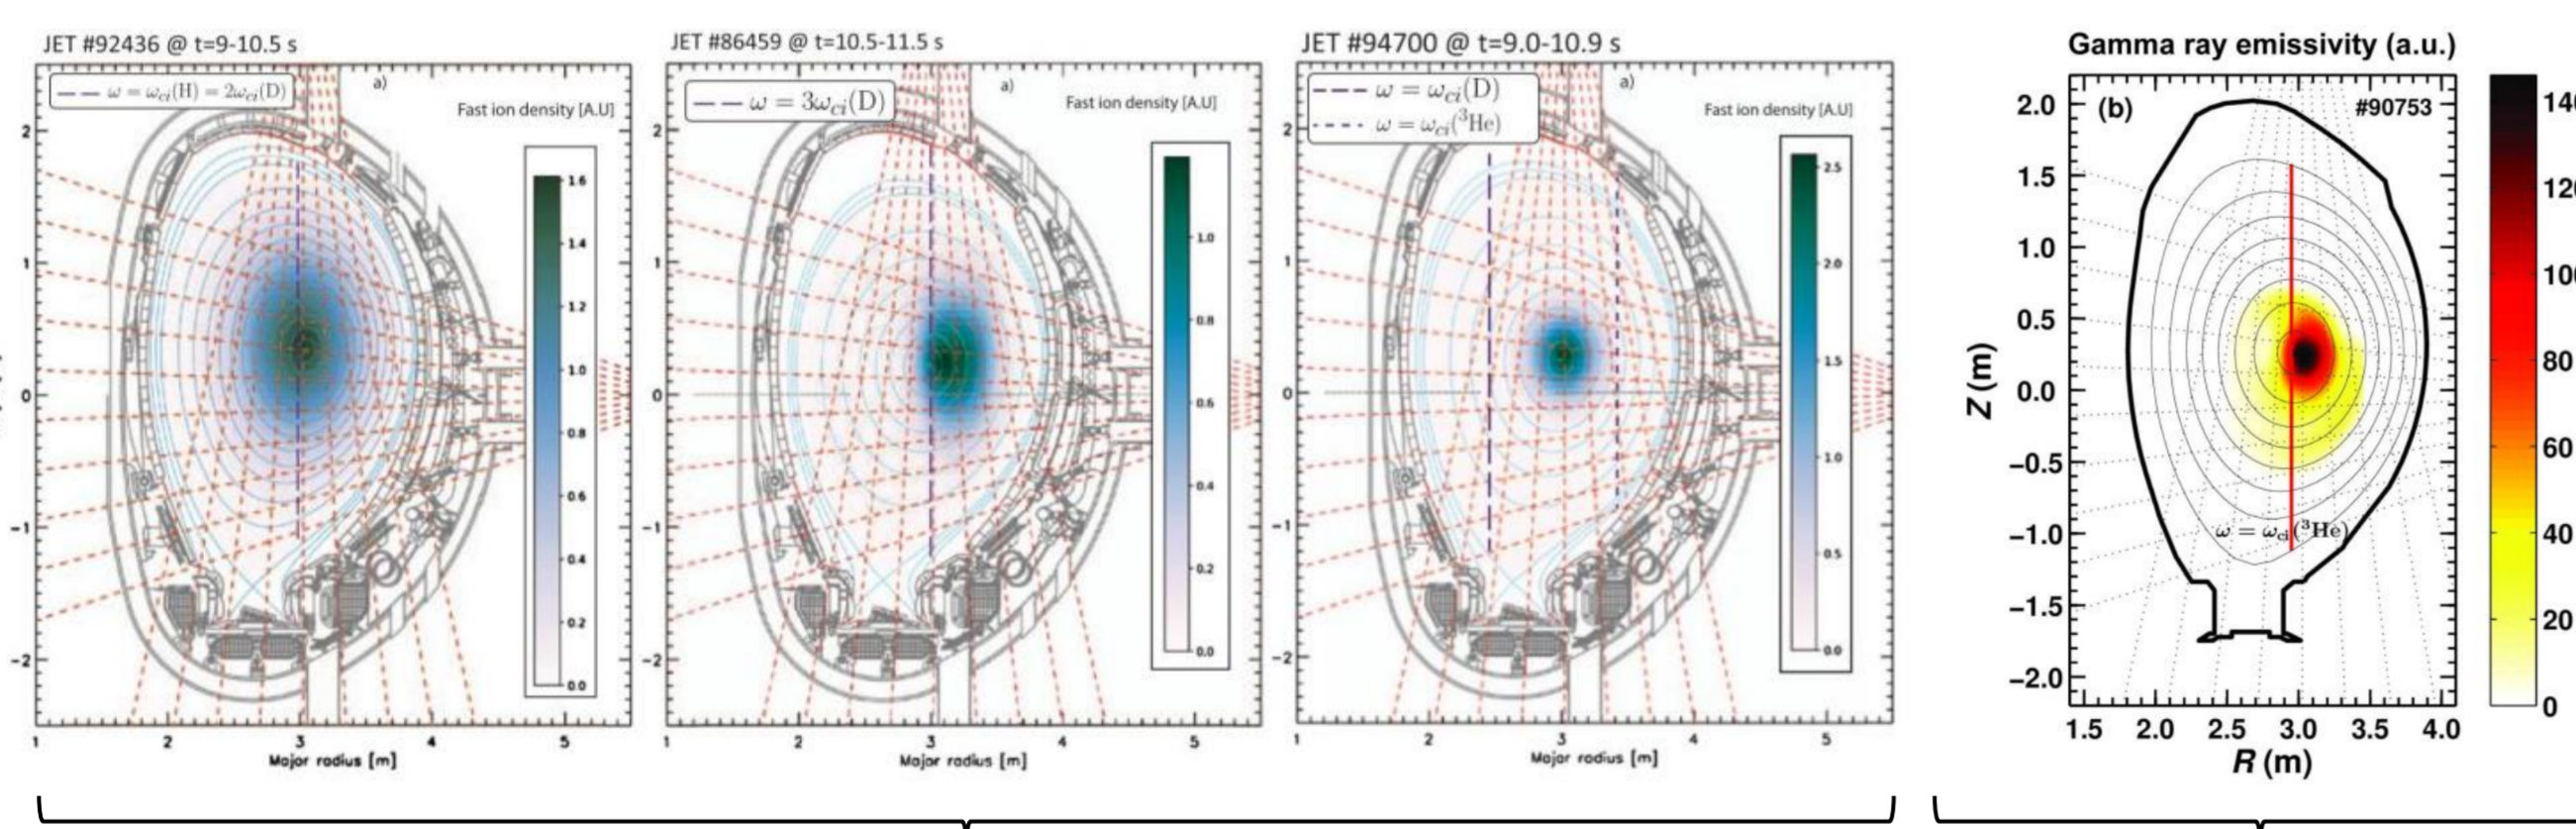 JET #92436 @ t=9-10.5 s
ω = ω_ci(H) = 2ω_ci(D)
a)
Fast ion density [A.U]
1.6
1.4
1.2
1.0
0.8
0.6
0.4
0.2
0.0
2
1
0
−1
−2
1 2 3 4 5
Major radius [m]
JET #86459 @ t=10.5-11.5 s
ω = 3ω_ci(D)
a)
Fast ion density [A.U]
1.0
0.8
0.6
0.4
0.2
0.0
2
1
0
−1
−2
1 2 3 4 5
Major radius [m]
JET #94700 @ t=9.0-10.9 s
ω = ω_ci(D)
ω = ω_ci(³He)
a)
Fast ion density [A.U]
2.5
2.0
1.5
1.0
0.5
0.0
2
1
0
−1
−2
1 2 3 4 5
Major radius [m]
Gamma ray emissivity (a.u.)
(b)
#90753
2.0
1.5
1.0
0.5
0.0
−0.5
−1.0
−1.5
−2.0
Z (m)
ω = ω_ci(³He)
1.5 2.0 2.5 3.0 3.5 4.0
R (m)
80
60
40
20
0